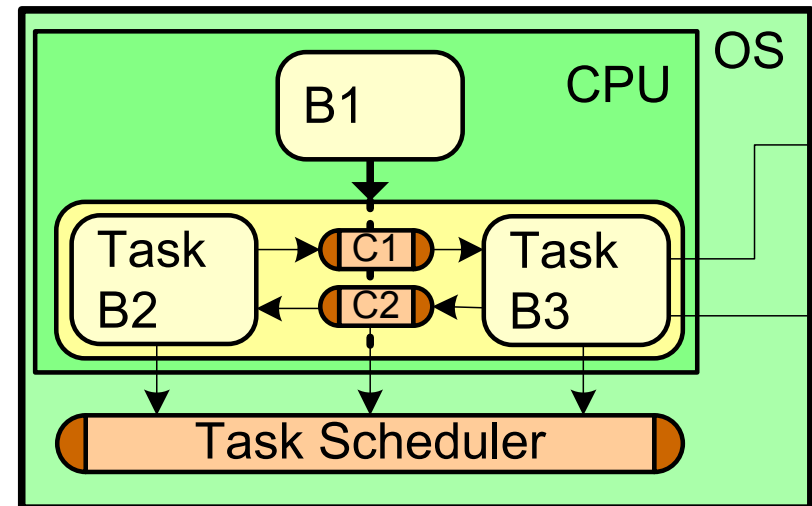 OS
CPU
B1
Task
B2
C1
C2
Task
B3
Task Scheduler